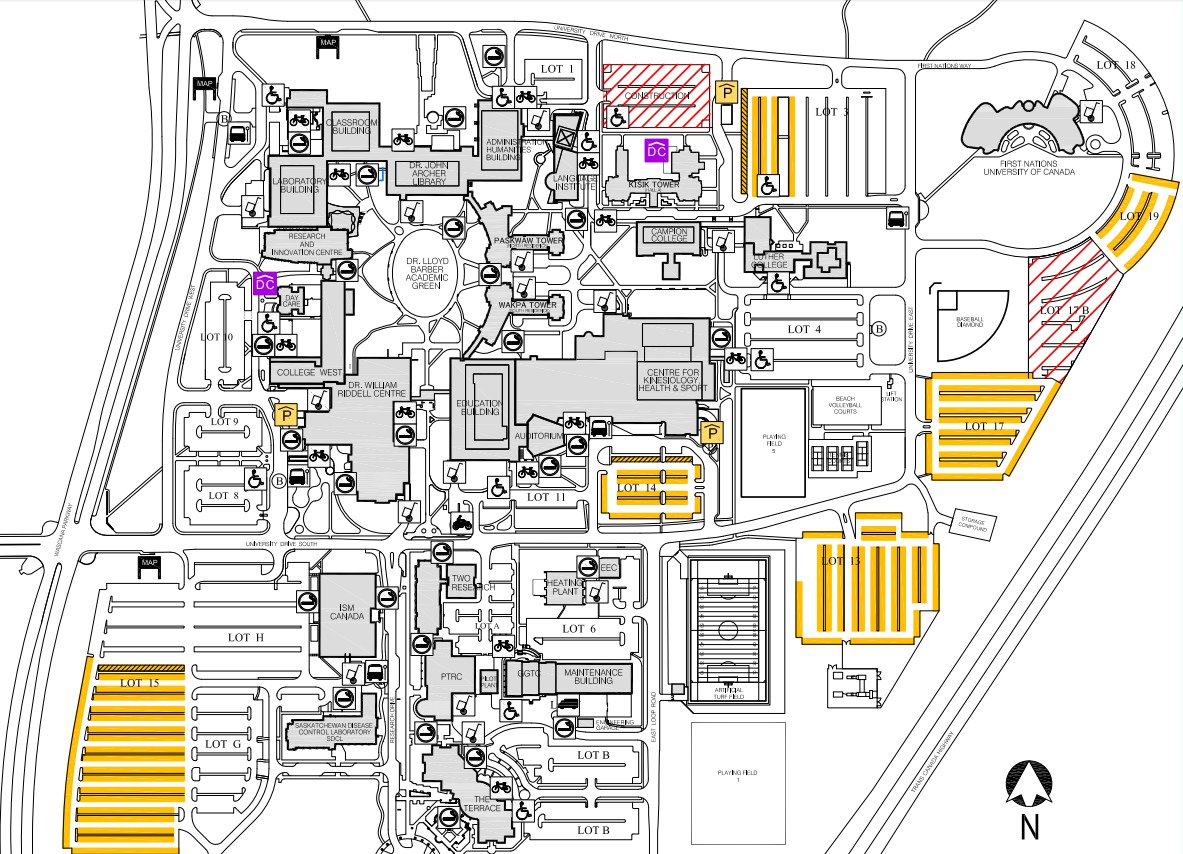 UNIVERSITY DRIVE NORTH
MAP
LOT 1
FIRST NATIONS WAY
LOT 18
MAP
P
CONSTRUCTION
LOT 3
B
CLASSROOM
BUILDING
ADMINISTRATION
HUMANITIES
BUILDING
DC
DR. JOHN
ARCHER
LIBRARY
FIRST NATIONS
UNIVERSITY OF CANADA
LABORATORY
BUILDING
LANGUAGE
INSTITUTE
KISIK TOWER
LOT 19
RESEARCH
AND
INNOVATION CENTRE
PASKWAW TOWER
CAMPION
COLLEGE
LUTHER
COLLEGE
DR. LLOYD
BARBER
ACADEMIC
GREEN
DC
DAY
CARE
WAKPA TOWER
UNIVERSITY DRIVE WEST
LOT 10
LOT 4
B
UNIVERSITY DRIVE EAST
BASEBALL
DIAMOND
LOT 17 B
COLLEGE WEST
DR. WILLIAM
RIDDELL CENTRE
CENTRE FOR
KINESIOLOGY,
HEALTH & SPORT
LIFT
STATION
BEACH
VOLLEYBALL
COURTS
P
LOT 9
EDUCATION
BUILDING
AUDITORIUM
P
PLAYING
FIELD
5
LOT 17
LOT 8
B
LOT 11
LOT 14
STORAGE
COMPOUND
WASCANA PARKWAY
UNIVERSITY DRIVE SOUTH
MAP
TWO
RESEARCH
HEATING
PLANT
EEC
LOT 13
ISM
CANADA
LOT A
LOT 6
LOT H
PTRC
PILOT
PLANT
GGTC
MAINTENANCE
BUILDING
LOT 15
ARTIFICIAL
TURF FIELD
SASKATCHEWAN DISEASE
CONTROL LABORATORY
SDCL
RESEARCH DRIVE
ENGINEERING
GARAGE
EAST LOOP ROAD
LOT G
LOT B
PLAYING FIELD
1
TRANS CANADA HIGHWAY
THE
TERRACE
LOT B
N